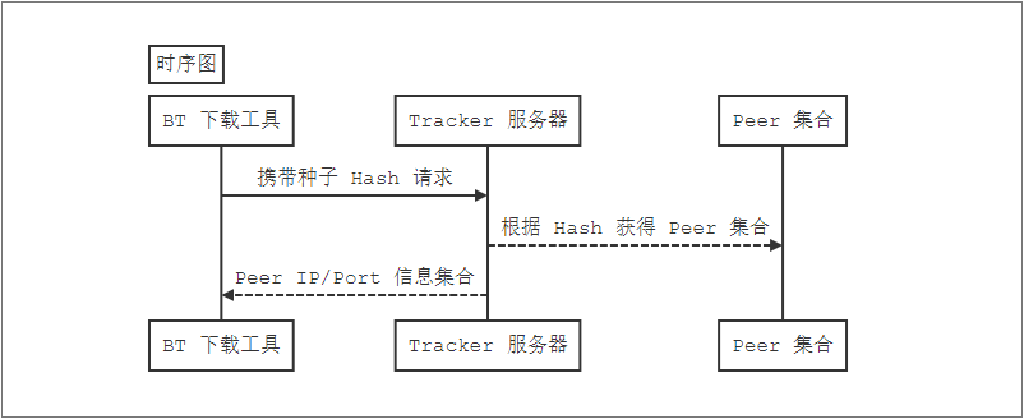 时序图
BT 下载工具
Tracker 服务器
Peer 集合
携带种子 Hash 请求
根据 Hash 获得 Peer 集合
Peer IP/Port 信息集合
BT 下载工具
Tracker 服务器
Peer 集合